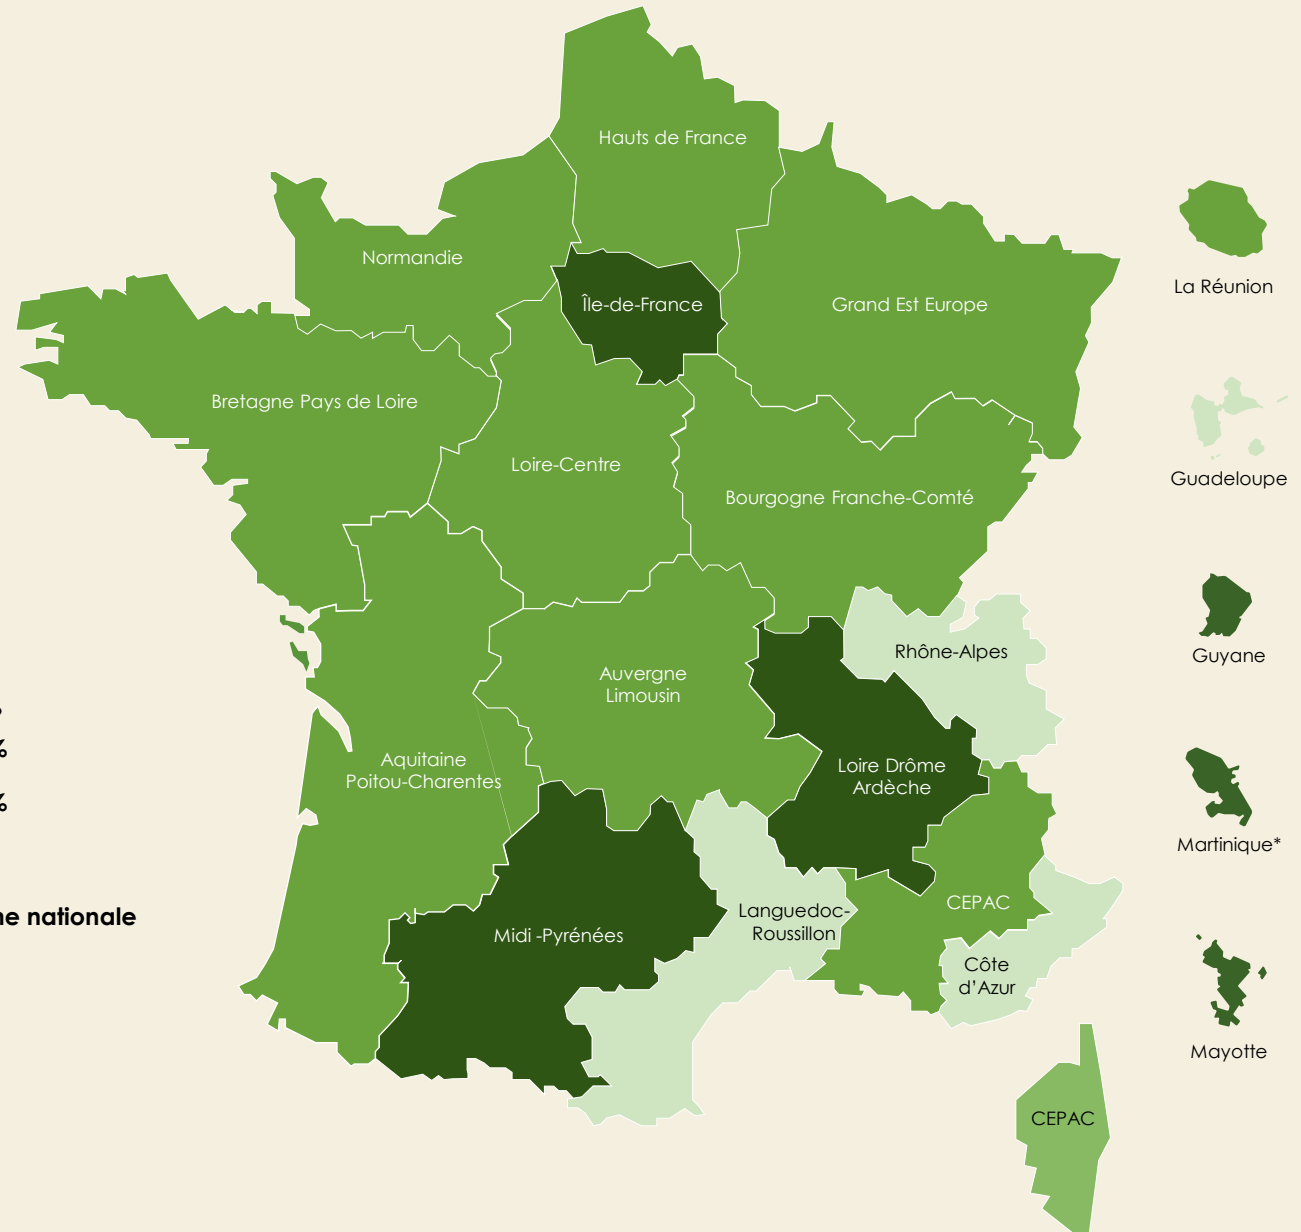 Hauts de France
Normandie
Île-de-France
Grand Est Europe
La Réunion
Bretagne Pays de Loire
Loire-Centre
Bourgogne Franche-Comté
Guadeloupe
Rhône-Alpes
Guyane
Auvergne
Limousin
%
%
Aquitaine
Poitou-Charentes
Loire Drôme
Ardèche
Martinique*
ne nationale
Midi -Pyrénées
Languedoc-
Roussillon
CEPAC
Côte
d’Azur
Mayotte
CEPAC